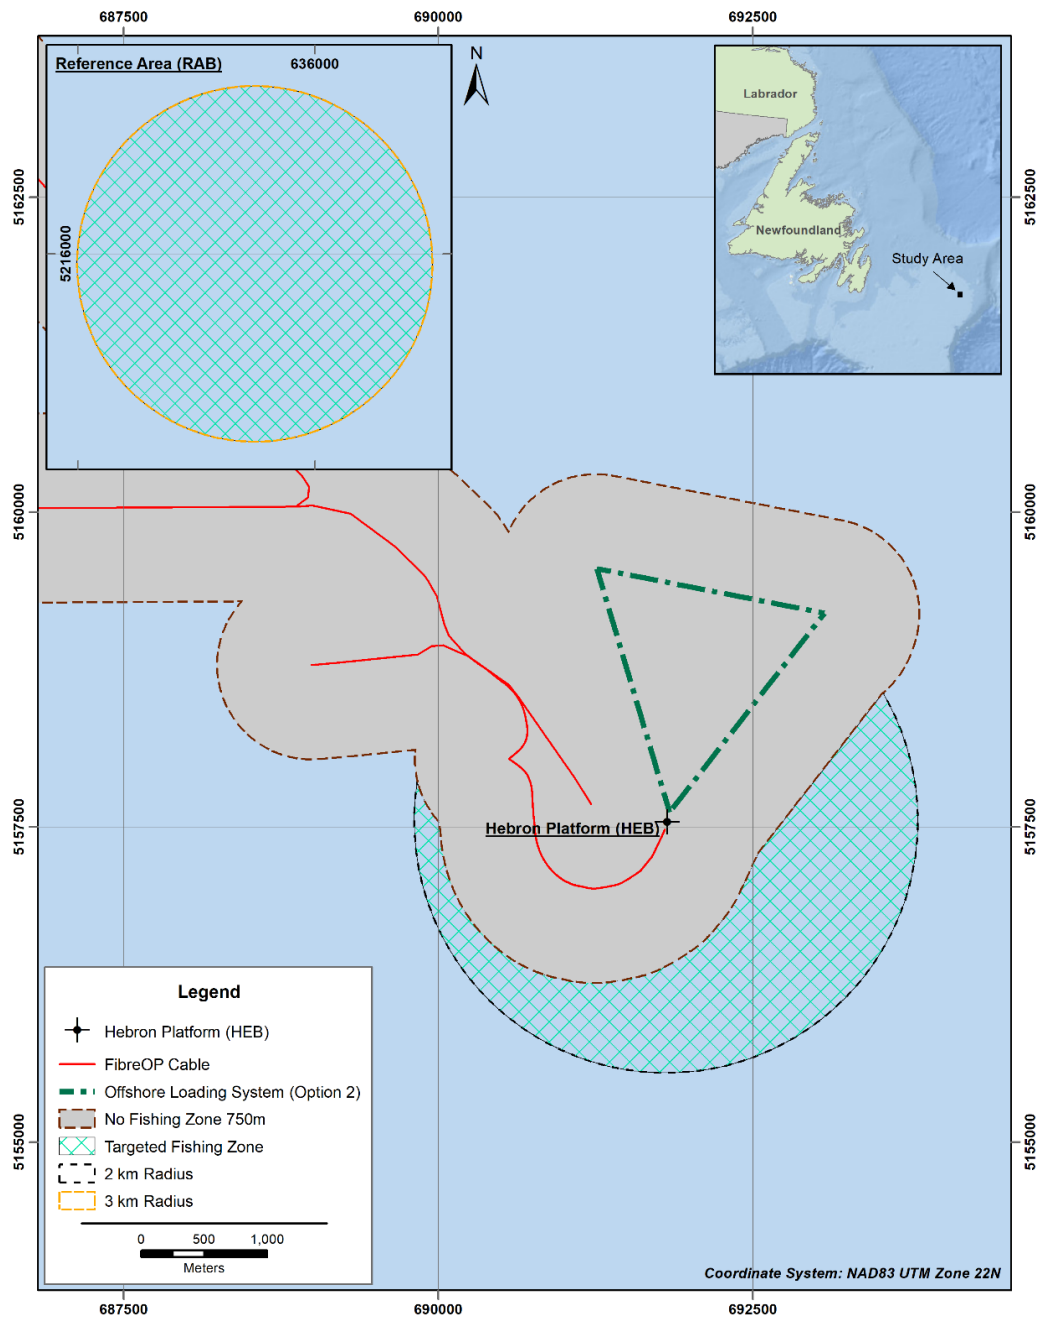 687500
690000
692500
Reference Area (RAB)
636000
N
Labrador
5162500
5162500
5216000
Newfoundland
Study Area
5160000
5160000
5157500
Hebron Platform (HEB)
5157500
Legend
Hebron Platform (HEB)
FibreOP Cable
Offshore Loading System (Option 2)
No Fishing Zone 750m
Targeted Fishing Zone
5155000
5155000
2 km Radius
3 km Radius
0 500 1,000
Meters
Coordinate System: NAD83 UTM Zone 22N
687500
690000
692500